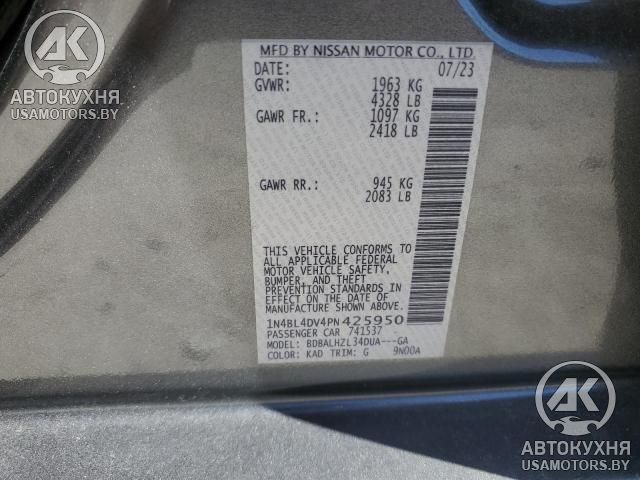 AK
АВТОКУХНЯ
USAMOTORS.BY
MFD BY NISSAN MOTOR CO., LTD.
DATE: 07/23
GVWR: 1963 KG
4328 LB
GAWR FR.: 1097 KG
2418 LB
GAWR RR.: 945 KG
2083 LB
THIS VEHICLE CONFORMS TO
ALL APPLICABLE FEDERAL
MOTOR VEHICLE SAFETY,
BUMPER, AND THEFT
PREVENTION STANDARDS IN
EFFECT ON THE DATE OF
MANUFACTURE SHOWN ABOVE.
1N4BL4DV4PN425950
PASSENGER CAR 741537
MODEL: BDBALHZL34DUA---GA
COLOR: KAD TRIM: G 9N00A
AK
АВТОКУХНЯ
USAMOTORS.BY